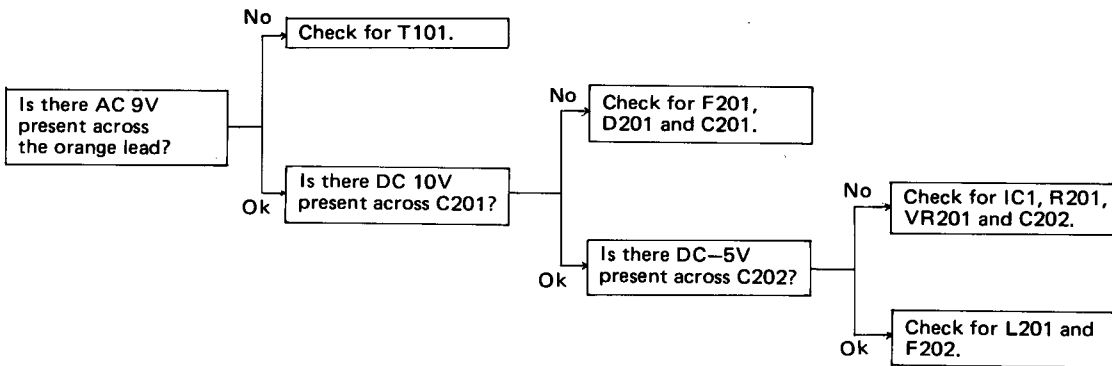 No
Check for T101.
Is there AC 9V
present across
the orange lead?
Ok
Is there DC 10V
present across C201?
No
Check for F201,
D201 and C201.
Ok
Is there DC—5V
present across C202?
No
Check for IC1, R201,
VR201 and C202.
Ok
Check for L201 and
F202.